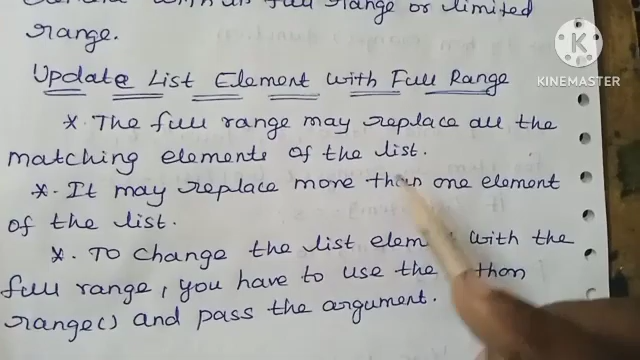 range.
K
KINEMASTER
Update List Element with Full Range
* The full range may replace all the
matching elements of the list.
* It may replace more than one element
of the list.
* To change the list with the
full range, you have to use the
range() and pass the argument.